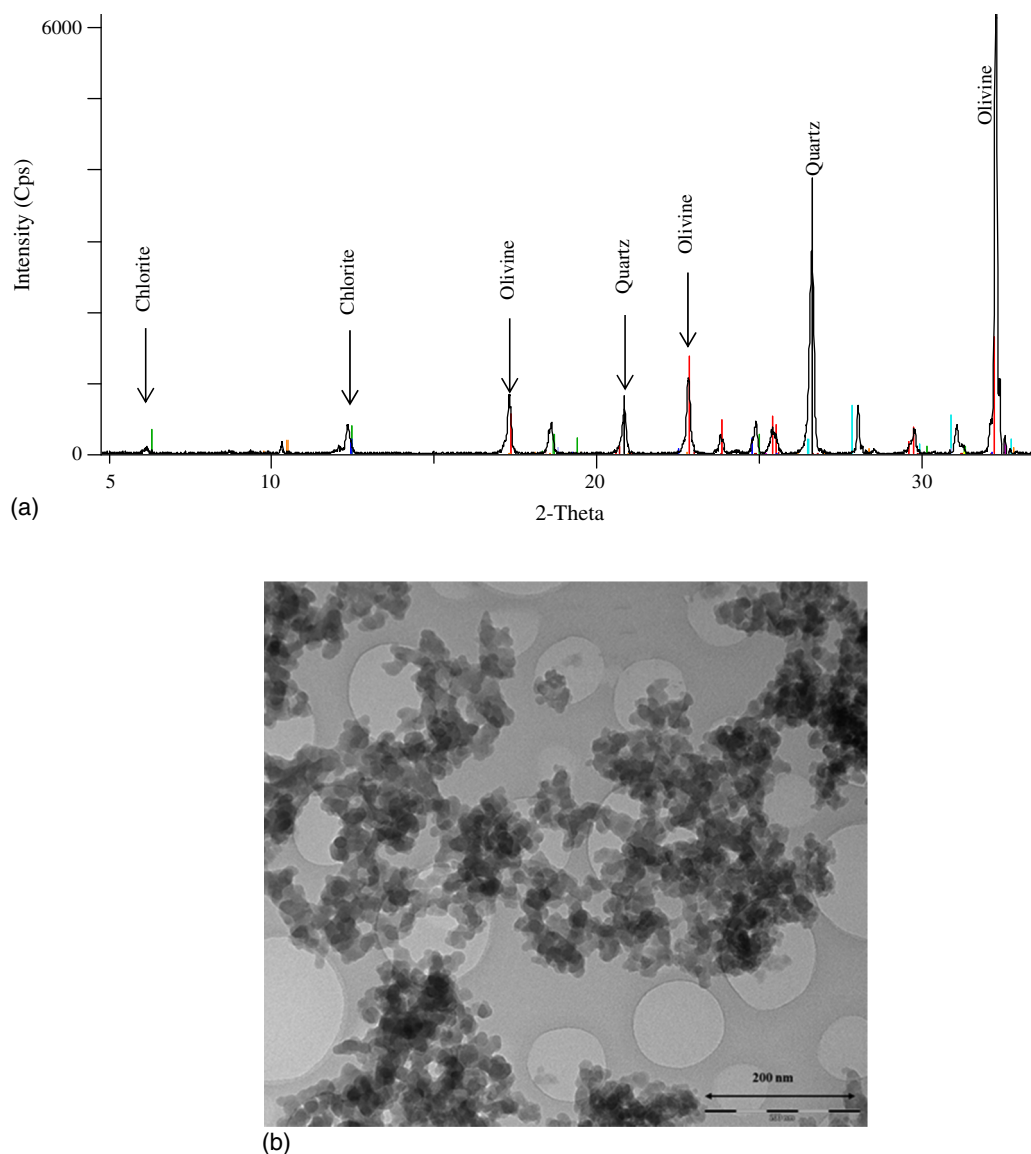 6000
Intensity (Cps)
0
Chlorite
Chlorite
Olivine
Quartz
Olivine
Quartz
Olivine
5
10
20
30
2-Theta
(a)
200 nm
(b)